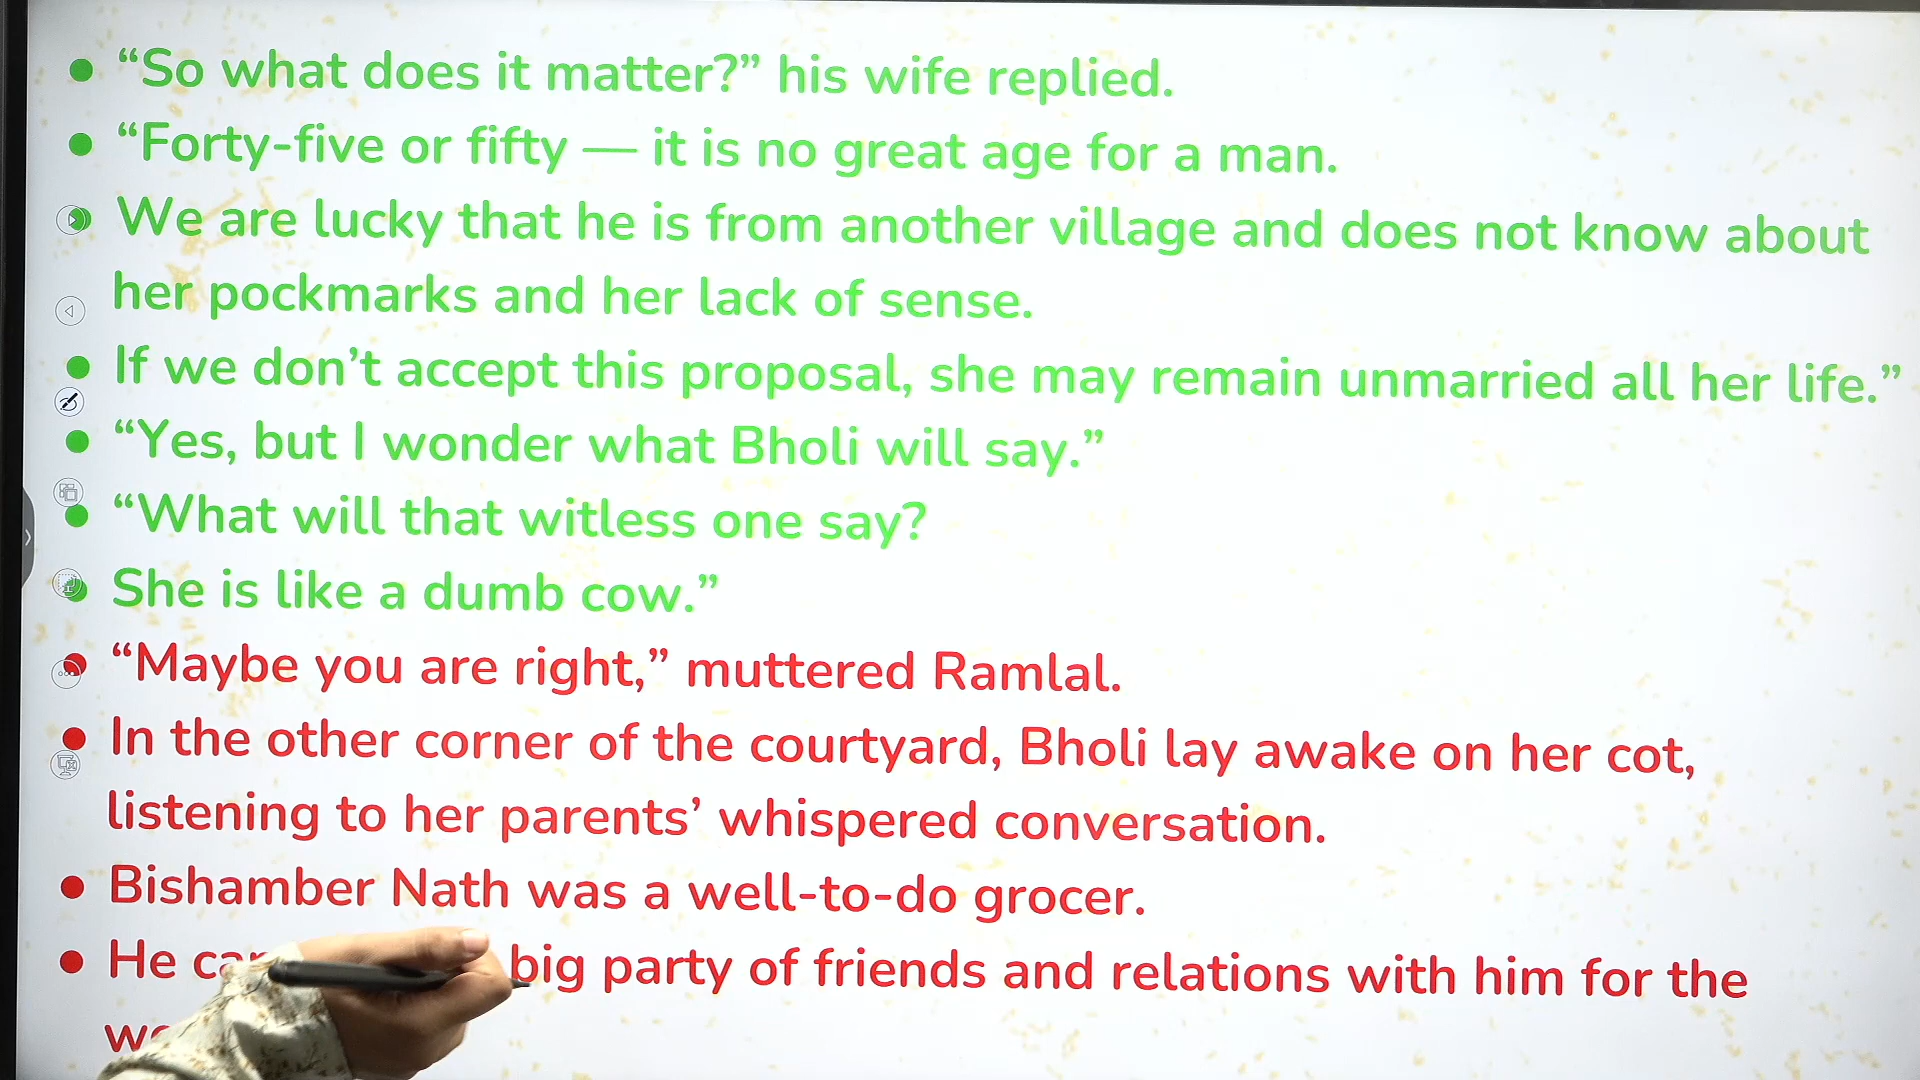 • “So what does it matter?” his wife replied.
• “Forty-five or fifty — it is no great age for a man.
• We are lucky that he is from another village and does not know about
her pockmarks and her lack of sense.
• If we don’t accept this proposal, she may remain unmarried all her life.”
• “Yes, but I wonder what Bholi will say.”
• “What will that witless one say?
• She is like a dumb cow.”
• “Maybe you are right,” muttered Ramlal.
• In the other corner of the courtyard, Bholi lay awake on her cot,
listening to her parents’ whispered conversation.
• Bishamber Nath was a well-to-do grocer.
• He big party of friends and relations with him for the